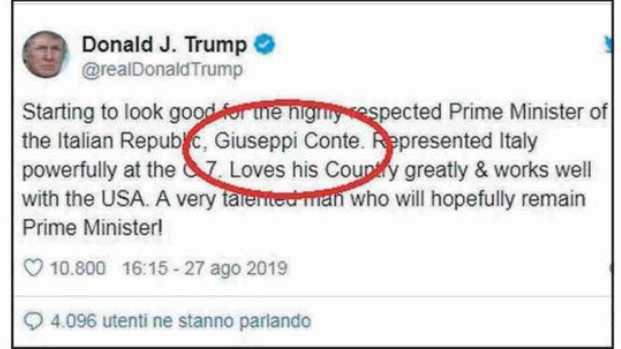 Donald J. Trump
@realDonaldTrump
Starting to look good for the highly respected Prime Minister of
the Italian Republic, Giuseppi Conte. Represented Italy
powerfully at the G-7. Loves his Country greatly & works well
with the USA. A very talented man who will hopefully remain
Prime Minister!
10.800 16:15 - 27 ago 2019
4.096 utenti ne stanno parlando